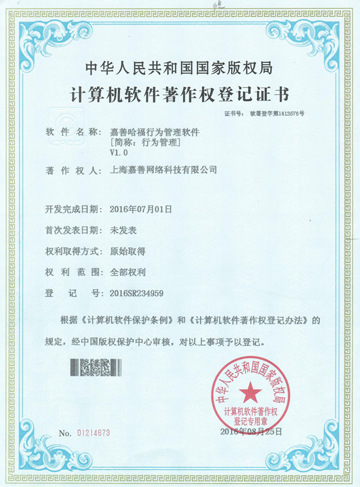 中华人民共和国国家版权局
计算机软件著作权登记证书
证书号： 软著登字第1413576号
软件名称： 嘉善哈福行为管理软件
[简称：行为管理]
V1.0
著作权人： 上海嘉善网络科技有限公司
开发完成日期： 2016年07月01日
首次发表日期： 未发表
权利取得方式： 原始取得
权利范围： 全部权利
登记号： 2016SR234959
根据《计算机软件保护条例》和《计算机软件著作权登记办法》的
规定，经中国版权保护中心审核，对以上事项予以登记。
中华人民共和国国家版权局
计算机软件著作权
登记专用章
No. 01214673
2016年08月25日